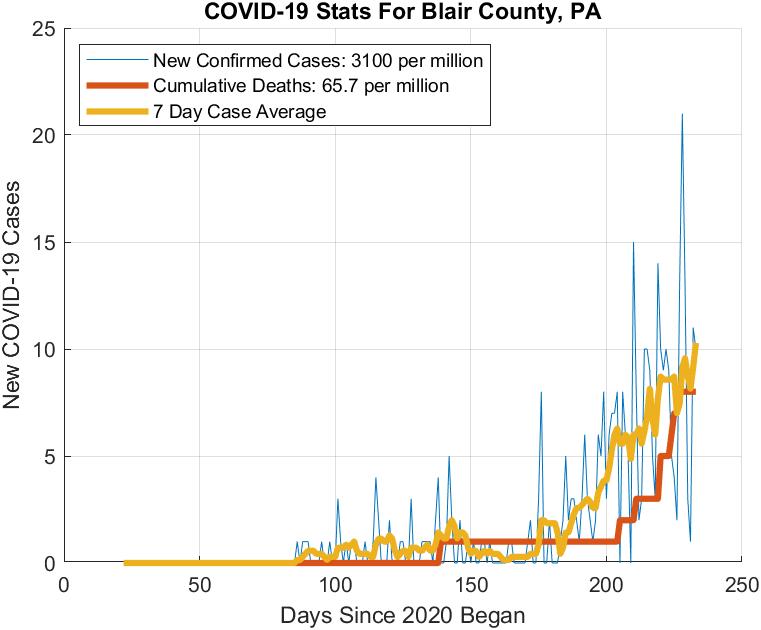 COVID-19 Stats For Blair County, PA
25
New Confirmed Cases: 3100 per million
Cumulative Deaths: 65.7 per million
7 Day Case Average
20
15
10
5
0
New COVID-19 Cases
0 50 100 150 200 250
Days Since 2020 Began